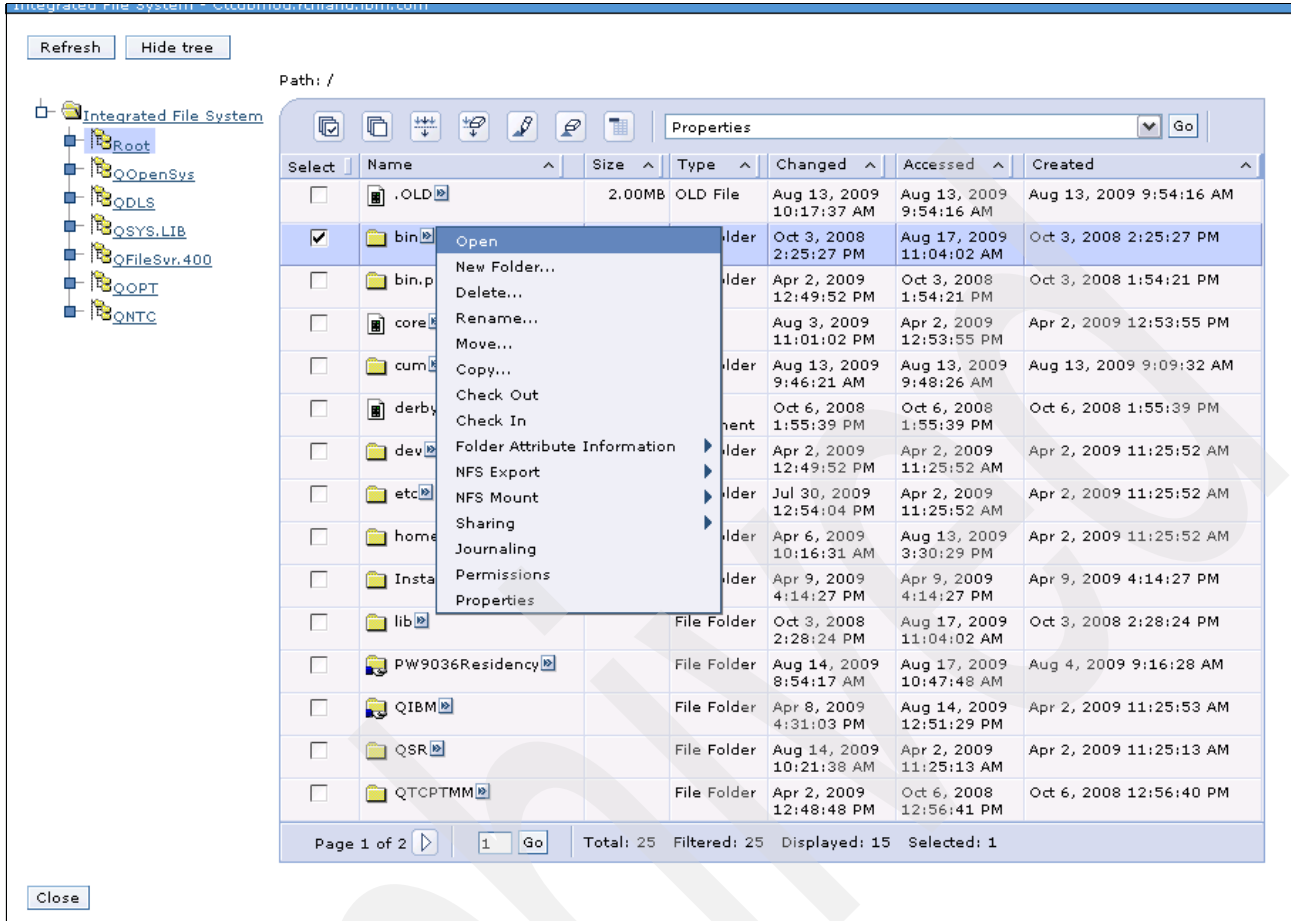 Integrated File System - Ctcubmod.rchland.ibm.com
Refresh Hide tree
Path: /
Integrated File System
Root
QOpenSys
QDLS
QSYS.LIB
QFileSvr.400
QOPT
QNTC
Properties Go
Select Name Size Type Changed Accessed Created
.OLD 2.00MB OLD File Aug 13, 2009 10:17:37 AM Aug 13, 2009 9:54:16 AM Aug 13, 2009 9:54:16 AM
bin lder Oct 3, 2008 2:25:27 PM Aug 17, 2009 11:04:02 AM Oct 3, 2008 2:25:27 PM
bin.p lder Apr 2, 2009 12:49:52 PM Oct 3, 2008 1:54:21 PM Oct 3, 2008 1:54:21 PM
core Aug 3, 2009 11:01:02 PM Apr 2, 2009 12:53:55 PM Apr 2, 2009 12:53:55 PM
cum lder Aug 13, 2009 9:46:21 AM Aug 13, 2009 9:48:26 AM Aug 13, 2009 9:09:32 AM
derby ment Oct 6, 2008 1:55:39 PM Oct 6, 2008 1:55:39 PM Oct 6, 2008 1:55:39 PM
dev lder Apr 2, 2009 12:49:52 PM Apr 2, 2009 11:25:52 AM Apr 2, 2009 11:25:52 AM
etc lder Jul 30, 2009 12:54:04 PM Apr 2, 2009 11:25:52 AM Apr 2, 2009 11:25:52 AM
home lder Apr 6, 2009 10:16:31 AM Aug 13, 2009 3:30:29 PM Apr 2, 2009 11:25:52 AM
Insta lder Apr 9, 2009 4:14:27 PM Apr 9, 2009 4:14:27 PM Apr 9, 2009 4:14:27 PM
lib File Folder Oct 3, 2008 2:28:24 PM Aug 17, 2009 11:04:02 AM Oct 3, 2008 2:28:24 PM
PW9036Residency File Folder Aug 14, 2009 8:54:17 AM Aug 17, 2009 10:47:48 AM Aug 4, 2009 9:16:28 AM
QIBM File Folder Apr 8, 2009 4:31:03 PM Aug 14, 2009 12:51:29 PM Apr 2, 2009 11:25:53 AM
QSR File Folder Aug 14, 2009 10:21:38 AM Apr 2, 2009 11:25:13 AM Apr 2, 2009 11:25:13 AM
QTCPTMM File Folder Apr 2, 2009 12:48:48 PM Oct 6, 2008 12:56:41 PM Oct 6, 2008 12:56:40 PM
Open
New Folder...
Delete...
Rename...
Move...
Copy...
Check Out
Check In
Folder Attribute Information
NFS Export
NFS Mount
Sharing
Journaling
Permissions
Properties
Page 1 of 2 1 Go Total: 25 Filtered: 25 Displayed: 15 Selected: 1
Close